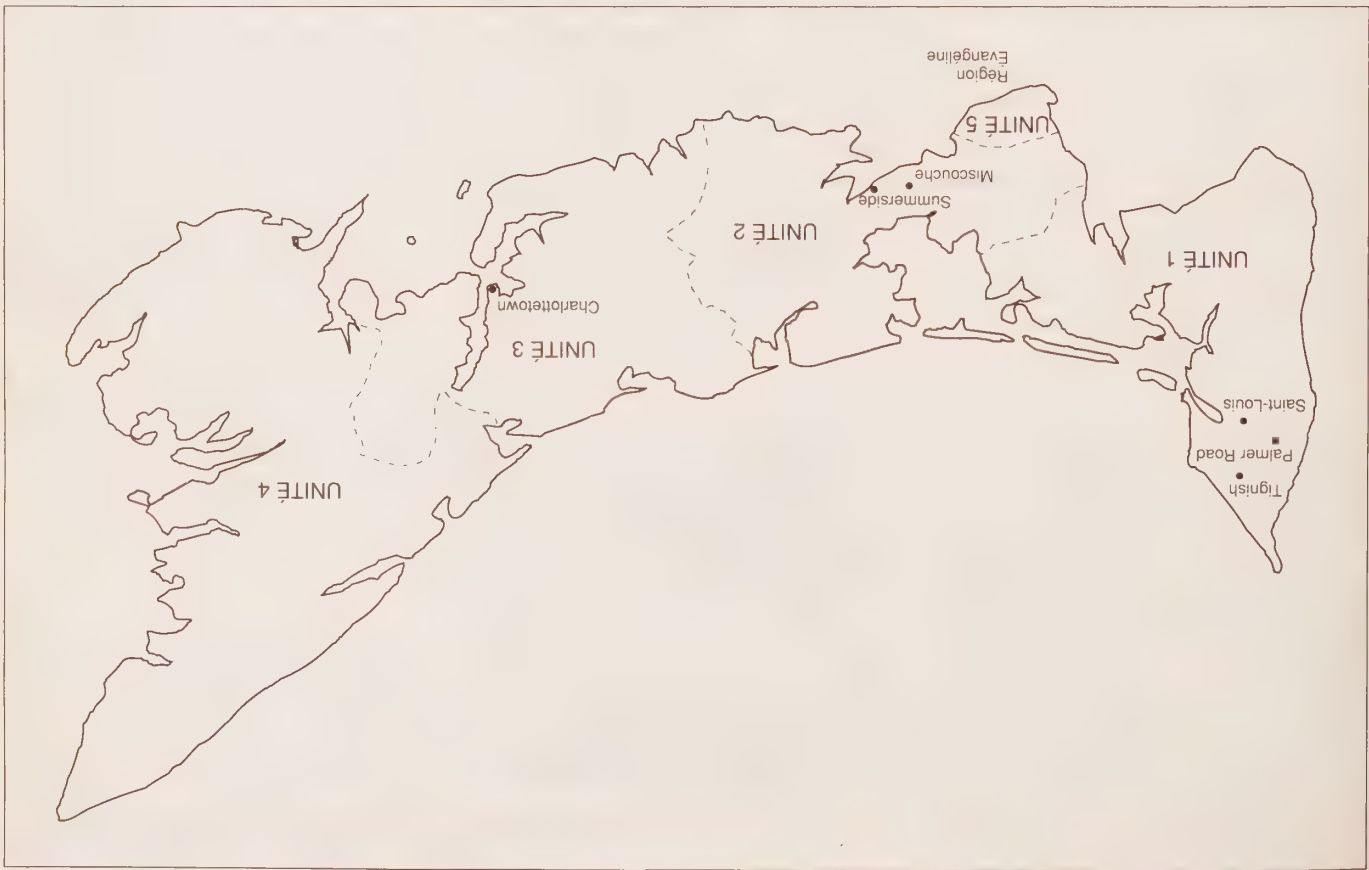 Tignish
UNITÉ 4
Palmer Road
Saint-Louis
UNITÉ 3
Charlottetown
UNITÉ 1
UNITÉ 2
Summerside
Miscouche
UNITÉ 5
Région
Évangéline